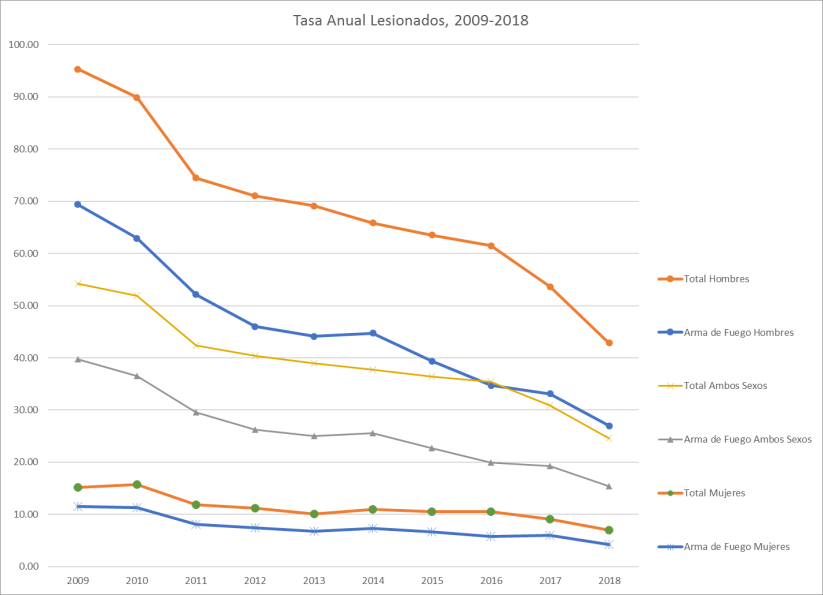 Tasa Anual Lesionados, 2009-2018
100.00
90.00
80.00
70.00
60.00
50.00
40.00
30.00
20.00
10.00
0.00
2009 2010 2011 2012 2013 2014 2015 2016 2017 2018
Total Hombres
Arma de Fuego Hombres
Total Ambos Sexos
Arma de Fuego Ambos Sexos
Total Mujeres
Arma de Fuego Mujeres